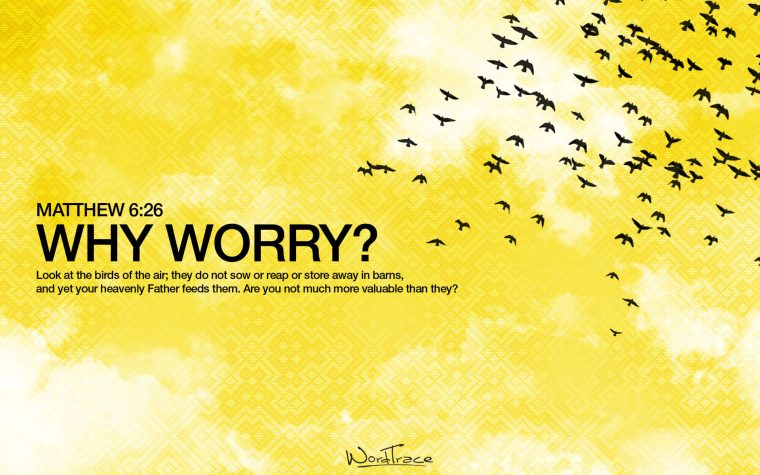 MATTHEW 6:26
WHY WORRY?
Look at the birds of the air; they do not sow or reap or store away in barns,
and yet your heavenly Father feeds them. Are you not much more valuable than they?
WordTrace